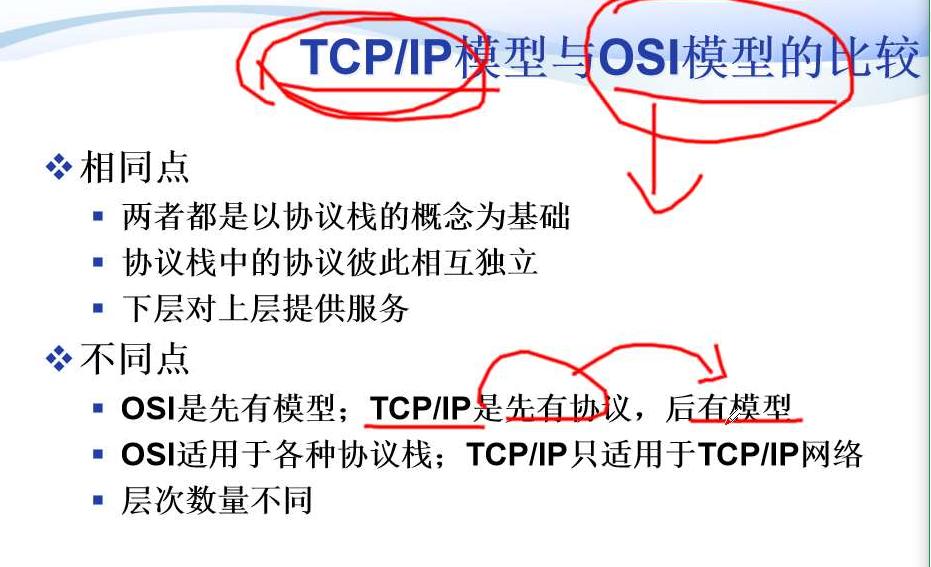 TCP/IP模型与OSI模型的比较
相同点
两者都是以协议栈的概念为基础
协议栈中的协议彼此相互独立
下层对上层提供服务
不同点
OSI是先有模型；TCP/IP是先有协议，后有模型
OSI适用于各种协议栈；TCP/IP只适用于TCP/IP网络
层次数量不同